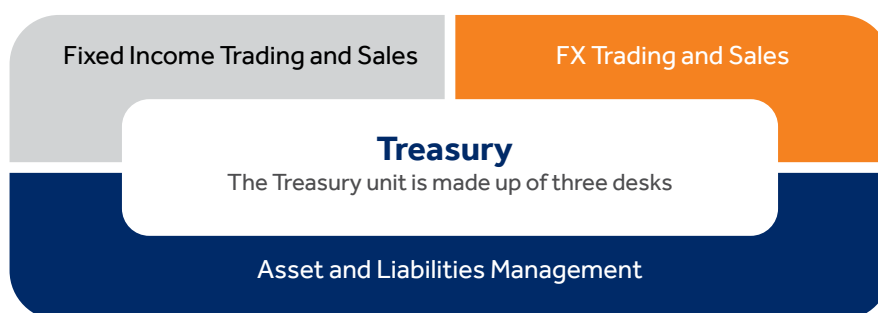 Fixed Income Trading and Sales
FX Trading and Sales
Treasury
The Treasury unit is made up of three desks
Asset and Liabilities Management